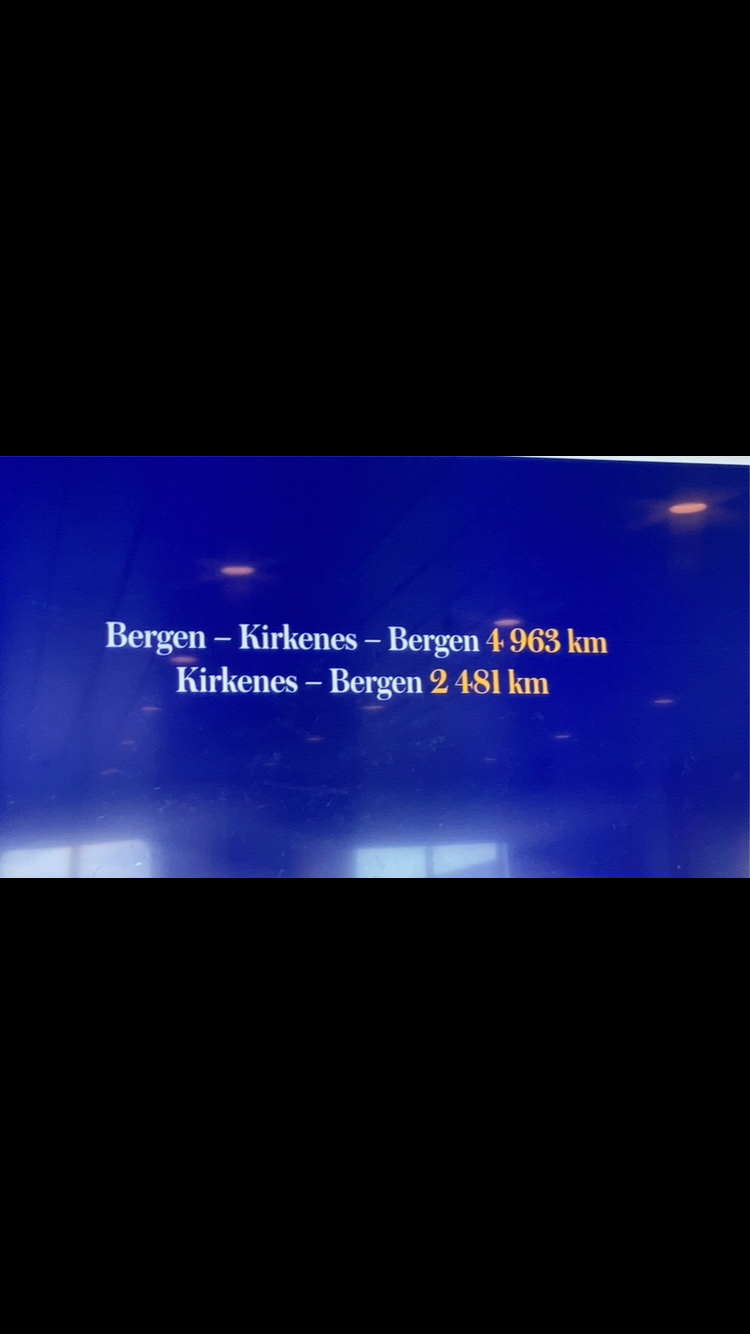 Bergen – Kirkenes – Bergen 4 963 km
Kirkenes – Bergen 2 481 km